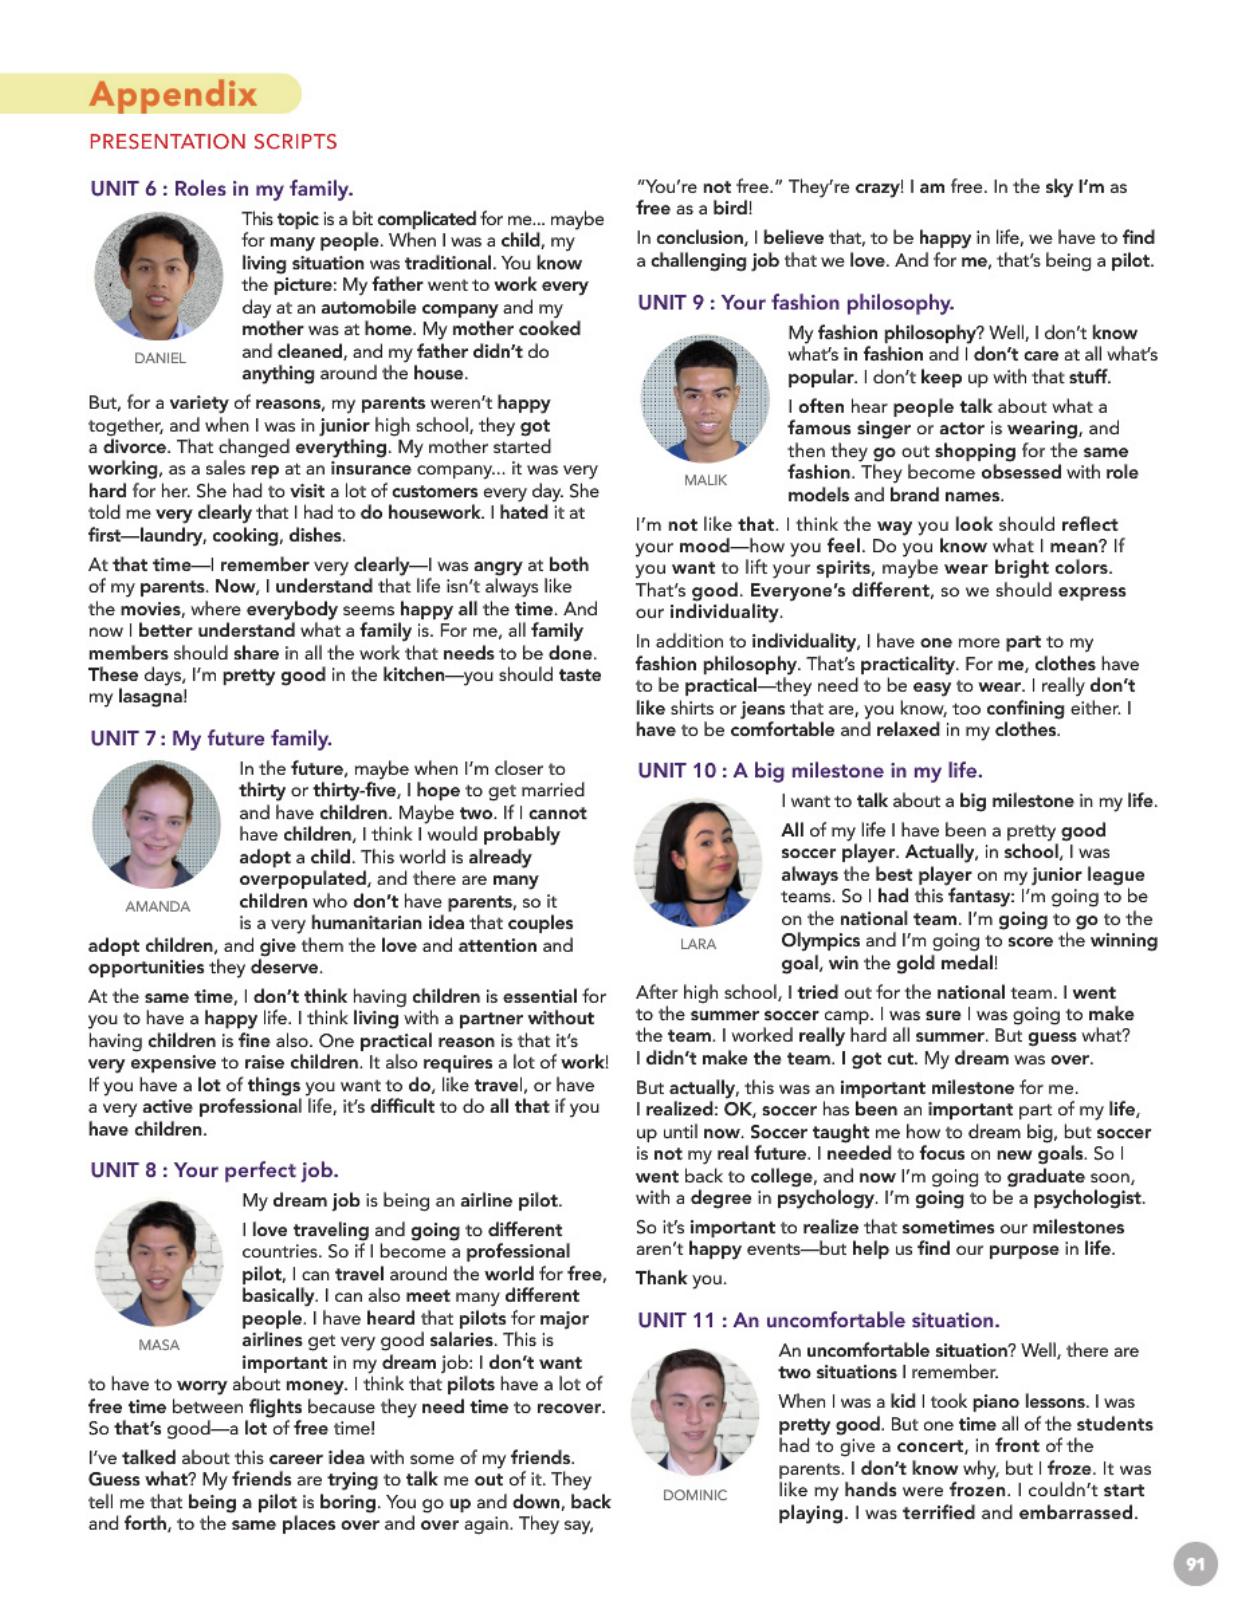 Appendix
PRESENTATION SCRIPTS
UNIT 6 : Roles in my family.
DANIEL
This topic is a bit complicated for me... maybe
for many people. When I was a child, my
living situation was traditional. You know
the picture: My father went to work every
day at an automobile company and my
mother was at home. My mother cooked
and cleaned, and my father didn't do
anything around the house.
But, for a variety of reasons, my parents weren't happy
together, and when I was in junior high school, they got
a divorce. That changed everything. My mother started
working, as a sales rep at an insurance company... it was very
hard for her. She had to visit a lot of customers every day. She
told me very clearly that I had to do housework. I hated it at
first—laundry, cooking, dishes.
At that time—I remember very clearly—I was angry at both
of my parents. Now, I understand that life isn't always like
the movies, where everybody seems happy all the time. And
now I better understand what a family is. For me, all family
members should share in all the work that needs to be done.
These days, I'm pretty good in the kitchen—you should taste
my lasagna!
UNIT 7 : My future family.
AMANDA
In the future, maybe when I'm closer to
thirty or thirty-five, I hope to get married
and have children. Maybe two. If I cannot
have children, I think I would probably
adopt a child. This world is already
overpopulated, and there are many
children who don't have parents, so it
is a very humanitarian idea that couples
adopt children, and give them the love and attention and
opportunities they deserve.
At the same time, I don't think having children is essential for
you to have a happy life. I think living with a partner without
having children is fine also. One practical reason is that it's
very expensive to raise children. It also requires a lot of work!
If you have a lot of things you want to do, like travel, or have
a very active professional life, it's difficult to do all that if you
have children.
UNIT 8 : Your perfect job.
MASA
My dream job is being an airline pilot.
I love traveling and going to different
countries. So if I become a professional
pilot, I can travel around the world for free,
basically. I can also meet many different
people. I have heard that pilots for major
airlines get very good salaries. This is
important in my dream job: I don't want
to have to worry about money. I think that pilots have a lot of
free time between flights because they need time to recover.
So that's good—a lot of free time!
I've talked about this career idea with some of my friends.
Guess what? My friends are trying to talk me out of it. They
tell me that being a pilot is boring. You go up and down, back
and forth, to the same places over and over again. They say,
"You're not free." They're crazy! I am free. In the sky I'm as
free as a bird!
In conclusion, I believe that, to be happy in life, we have to find
a challenging job that we love. And for me, that's being a pilot.
UNIT 9 : Your fashion philosophy.
MALIK
My fashion philosophy? Well, I don't know
what's in fashion and I don't care at all what's
popular. I don't keep up with that stuff.
I often hear people talk about what a
famous singer or actor is wearing, and
then they go out shopping for the same
fashion. They become obsessed with role
models and brand names.
I'm not like that. I think the way you look should reflect
your mood—how you feel. Do you know what I mean? If
you want to lift your spirits, maybe wear bright colors.
That's good. Everyone's different, so we should express
our individuality.
In addition to individuality, I have one more part to my
fashion philosophy. That's practicality. For me, clothes have
to be practical—they need to be easy to wear. I really don't
like shirts or jeans that are, you know, too confining either. I
have to be comfortable and relaxed in my clothes.
UNIT 10 : A big milestone in my life.
LARA
I want to talk about a big milestone in my life.
All of my life I have been a pretty good
soccer player. Actually, in school, I was
always the best player on my junior league
teams. So I had this fantasy: I'm going to be
on the national team. I'm going to go to the
Olympics and I'm going to score the winning
goal, win the gold medal!
After high school, I tried out for the national team. I went
to the summer soccer camp. I was sure I was going to make
the team. I worked really hard all summer. But guess what?
I didn't make the team. I got cut. My dream was over.
But actually, this was an important milestone for me.
I realized: OK, soccer has been an important part of my life,
up until now. Soccer taught me how to dream big, but soccer
is not my real future. I needed to focus on new goals. So I
went back to college, and now I'm going to graduate soon,
with a degree in psychology. I'm going to be a psychologist.
So it's important to realize that sometimes our milestones
aren't happy events—but help us find our purpose in life.
Thank you.
UNIT 11 : An uncomfortable situation.
DOMINIC
An uncomfortable situation? Well, there are
two situations I remember.
When I was a kid I took piano lessons. I was
pretty good. But one time all of the students
had to give a concert, in front of the
parents. I don't know why, but I froze. It was
like my hands were frozen. I couldn't start
playing. I was terrified and embarrassed.
91